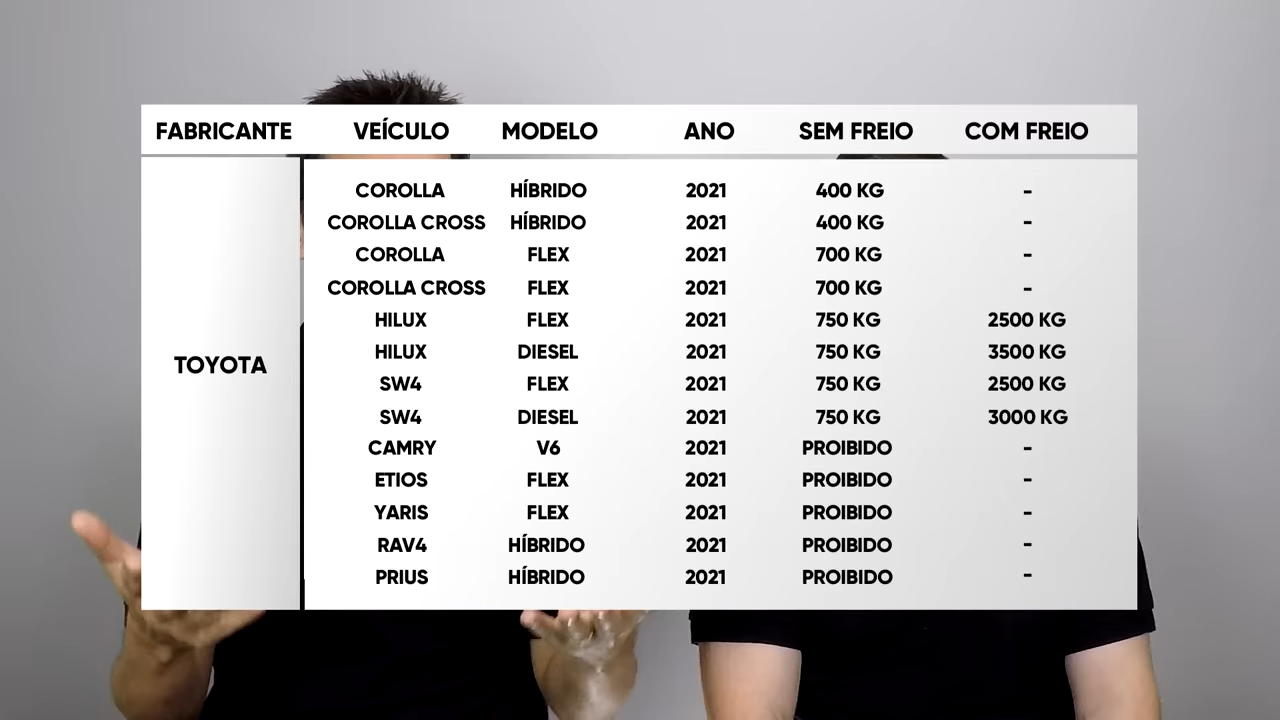 FABRICANTE VEÍCULO MODELO ANO SEM FREIO COM FREIO
TOYOTA
COROLLA HÍBRIDO 2021 400 KG -
COROLLA CROSS HÍBRIDO 2021 400 KG -
COROLLA FLEX 2021 700 KG -
COROLLA CROSS FLEX 2021 700 KG -
HILUX FLEX 2021 750 KG 2500 KG
HILUX DIESEL 2021 750 KG 3500 KG
SW4 FLEX 2021 750 KG 2500 KG
SW4 DIESEL 2021 750 KG 3000 KG
CAMRY V6 2021 PROIBIDO -
ETIOS FLEX 2021 PROIBIDO -
YARIS FLEX 2021 PROIBIDO -
RAV4 HÍBRIDO 2021 PROIBIDO -
PRIUS HÍBRIDO 2021 PROIBIDO -